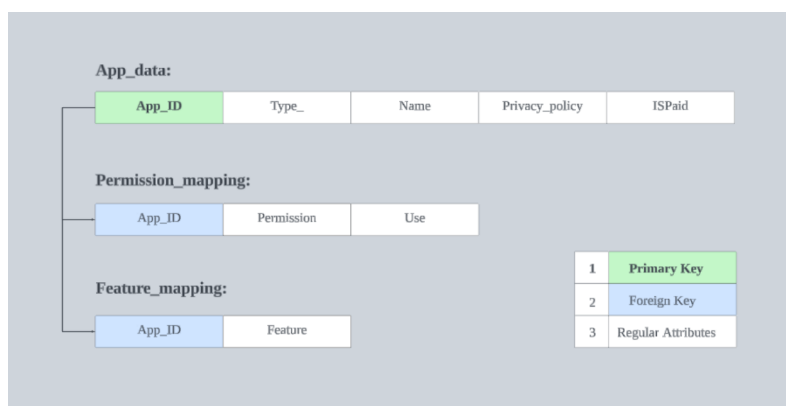 App_data:
App_ID Type_ Name Privacy_policy ISPaid
Permission_mapping:
App_ID Permission Use
1 Primary Key
Feature_mapping:
2 Foreign Key
App_ID Feature
3 Regular Attributes